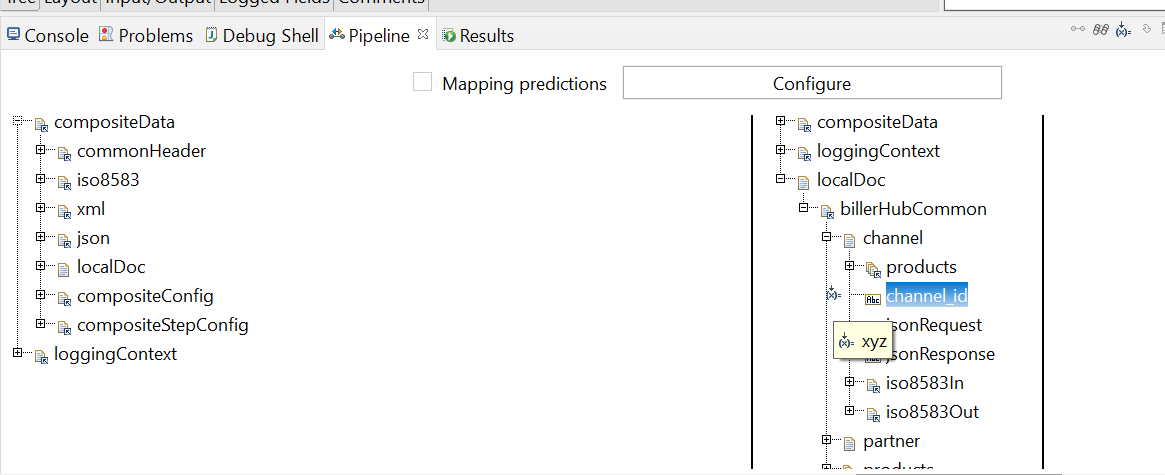 Tree Layout Input/Output Logged Fields Comments
Console Problems Debug Shell Pipeline Results
Mapping predictions Configure
compositeData
commonHeader
iso8583
xml
json
localDoc
compositeConfig
compositeStepConfig
loggingContext
compositeData
loggingContext
localDoc
billerHubCommon
channel
products
channel_id
jsonRequest
xyz
jsonResponse
iso8583In
iso8583Out
partner
products